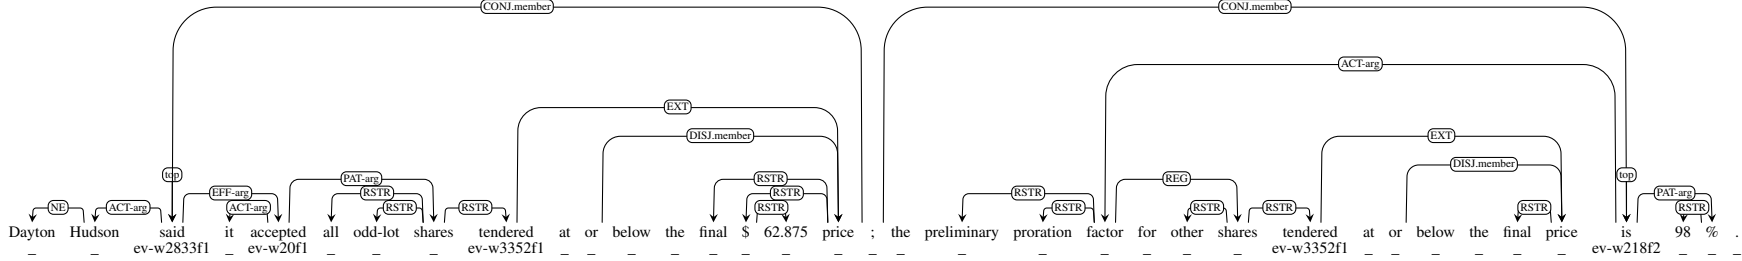 CONJ.member CONJ.member
ACT-arg
EXT
DISJ.member EXT
DISJ.member
top PAT-arg RSTR REG top
EFF-arg RSTR RSTR RSTR PAT-arg
NE ACT-arg ACT-arg RSTR RSTR RSTR RSTR RSTR RSTR RSTR RSTR
Dayton Hudson said it accepted all odd-lot shares tendered at or below the final $ 62.875 price ; the preliminary proration factor for other shares tendered at or below the final price is 98 % .
ev-w2833f1 ev-w20f1 ev-w3352f1 ev-w3352f1 ev-w218f2
_ _ _ _ _ _ _ _ _ _ _ _ _ _ _ _ _ _ _ _ _ _ _ _ _ _ _ _ _ _